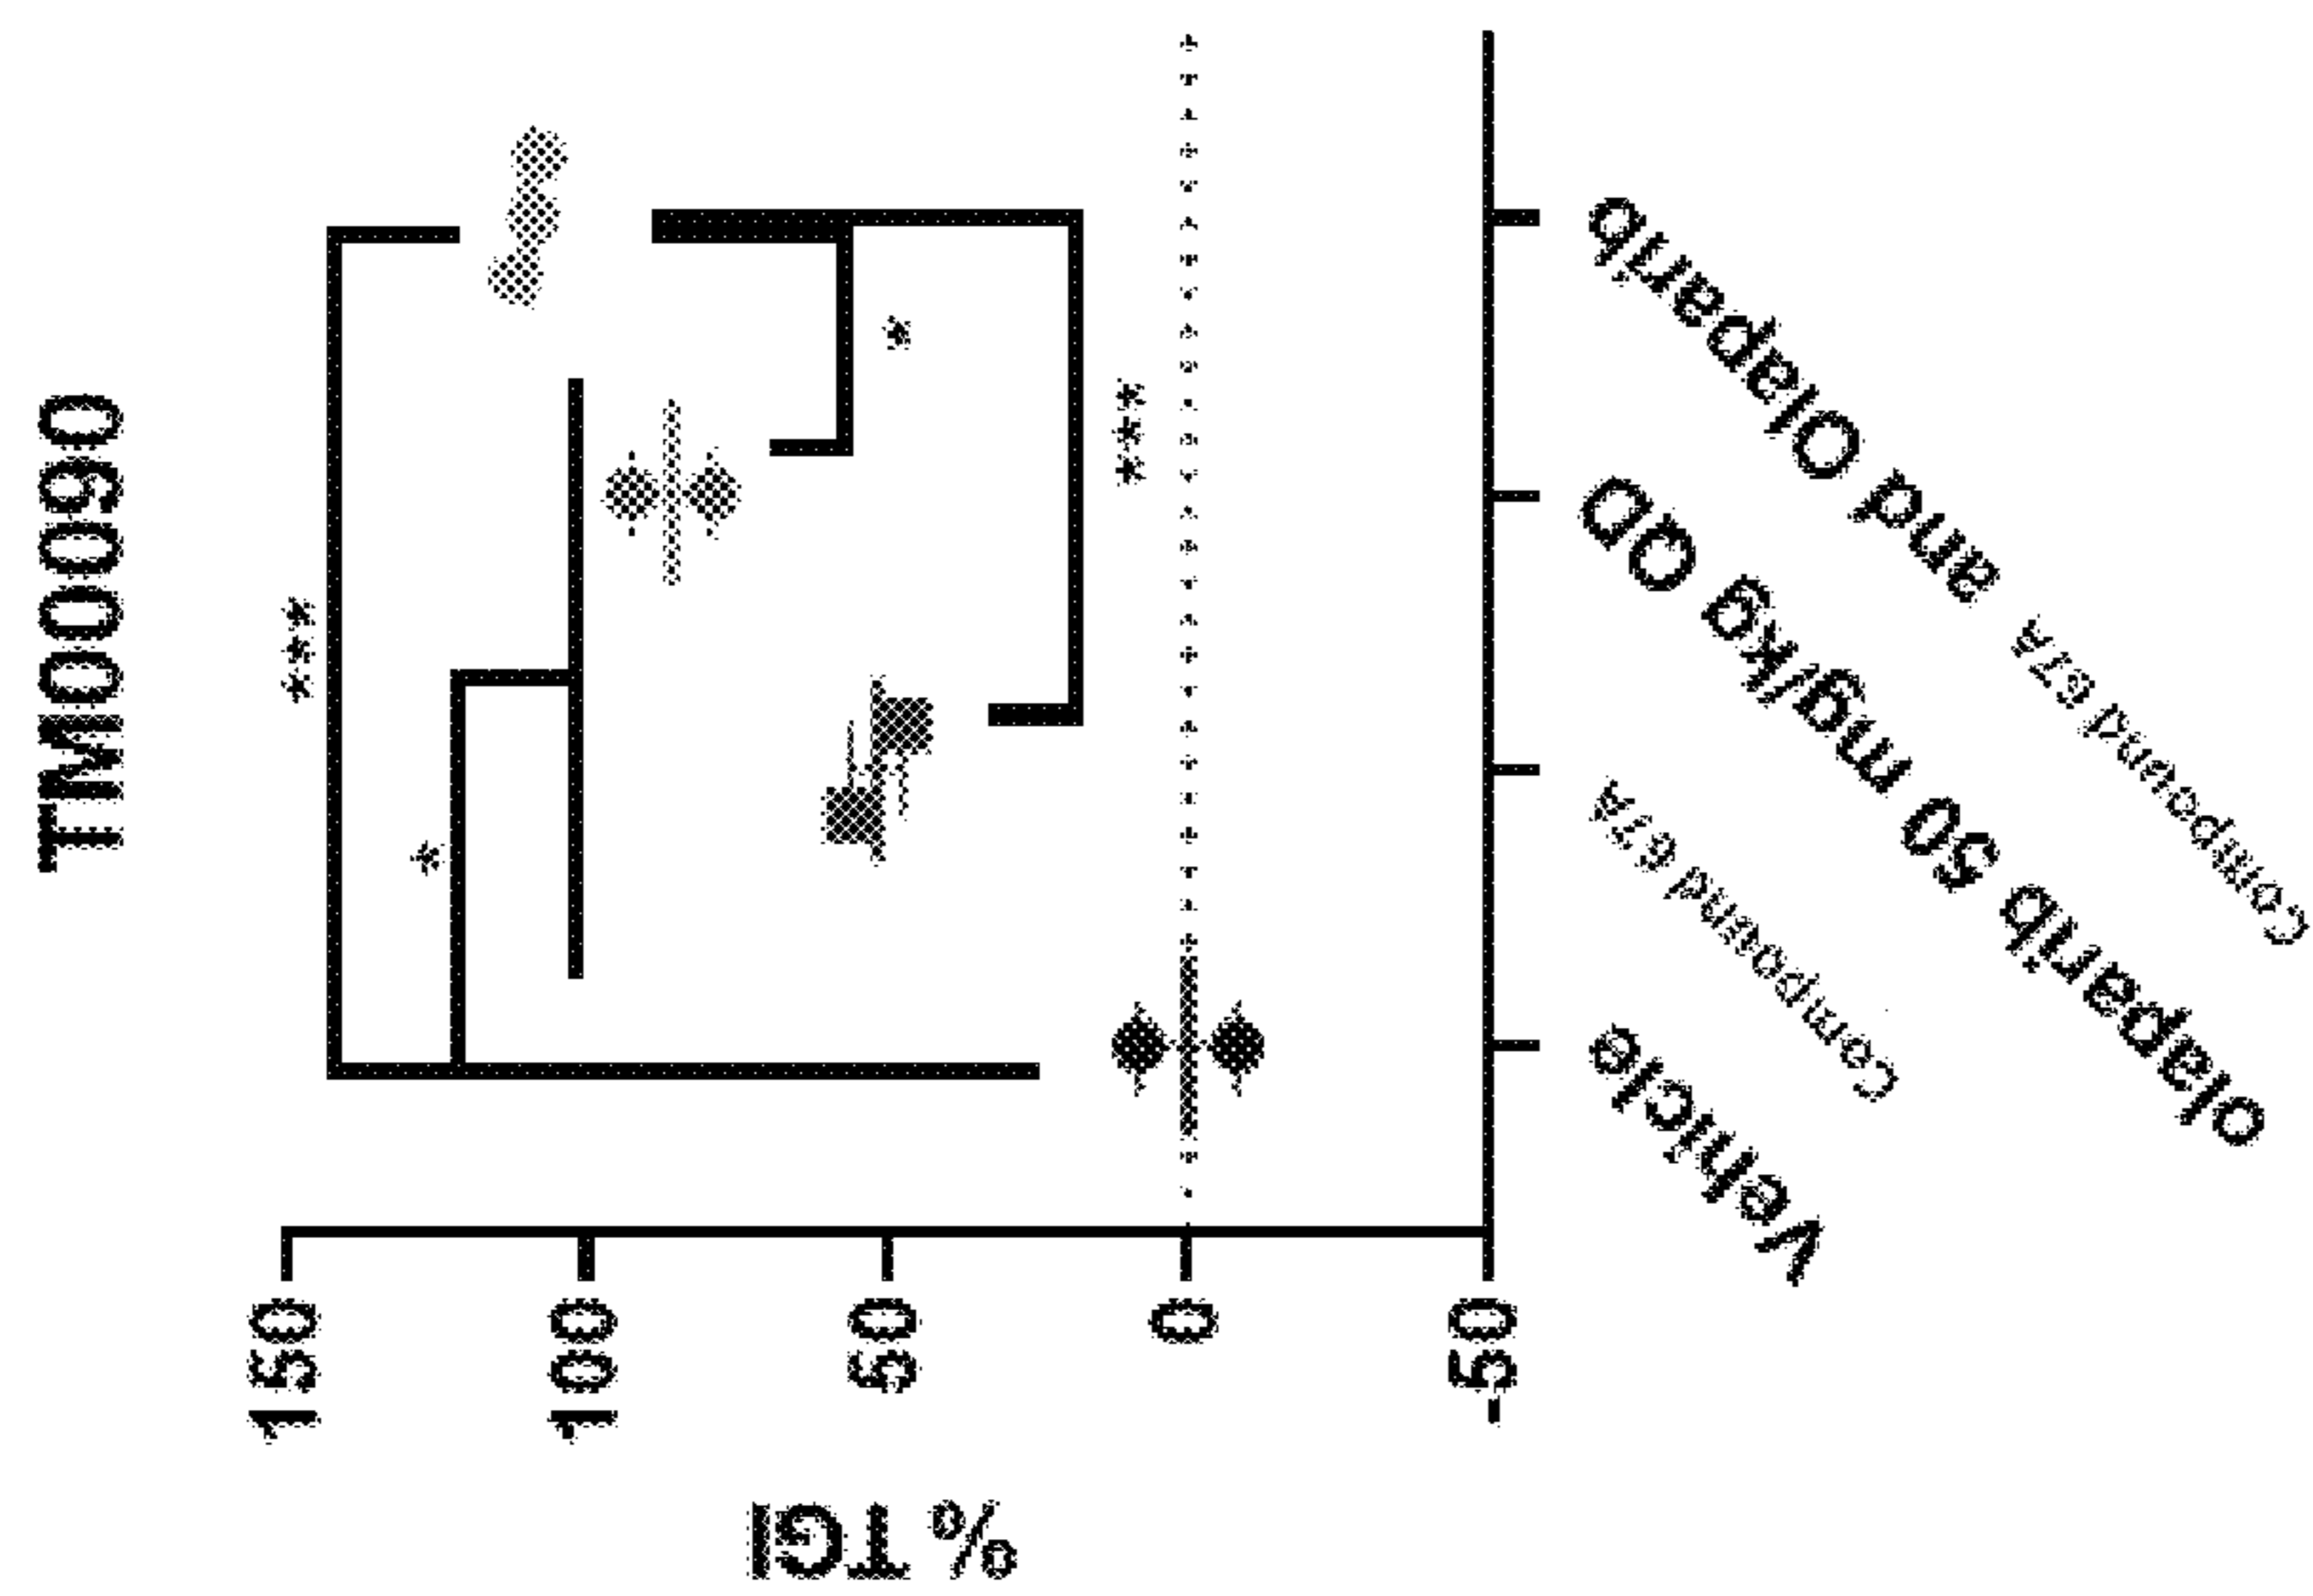 TM00090
% TGI
150
100
50
0
-50
***
*
*
***
Vehicle
Compound 67A
olaparib 50 mg/kg QD
Compound 67A and Olaparib